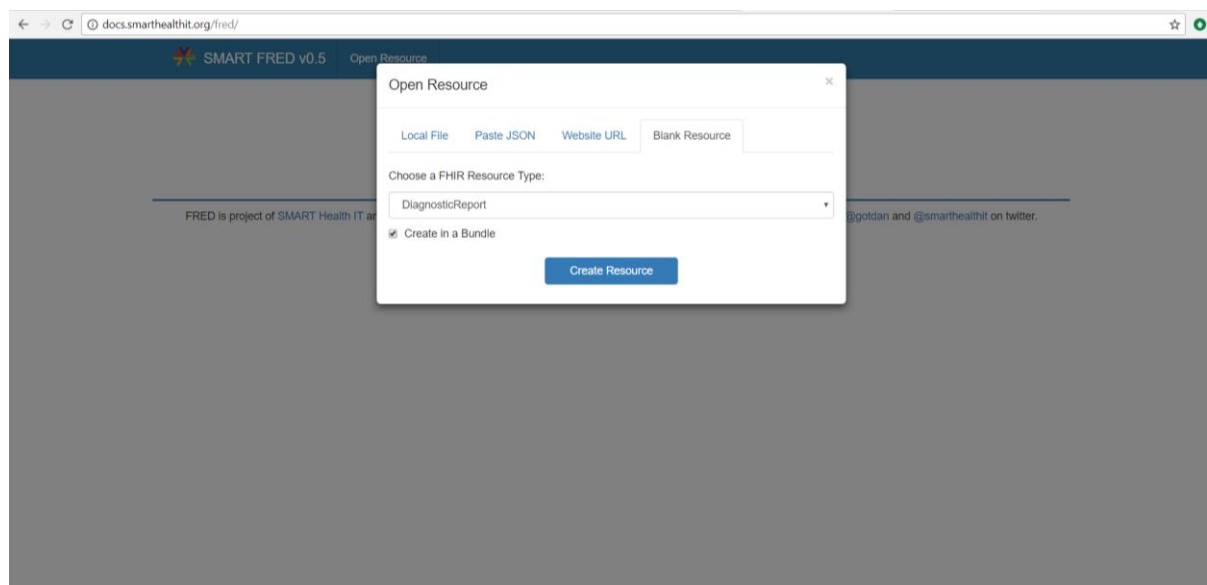 docs.smarthealthit.org/fred/
SMART FRED v0.5 Open Resource
Open Resource
×
Local File Paste JSON Website URL Blank Resource
Choose a FHIR Resource Type:
DiagnosticReport
Create in a Bundle
Create Resource
FRED is project of SMART Health IT ar @gotdan and @smarthealthit on twitter.